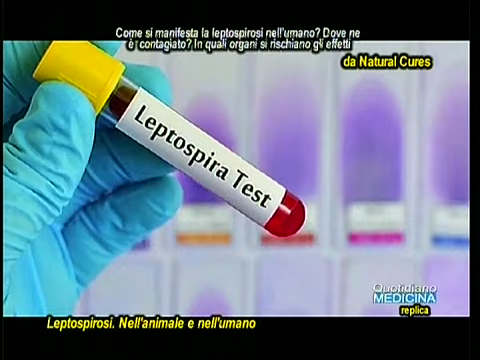 Come si manifesta la leptospirosi nell'umano? Dove ne
è contagiato? In quali organi si rischiano gli effetti
da Natural Cures
Leptospira Test
Quotidiano
MEDICINA
replica
Leptospirosi. Nell'animale e nell'umano